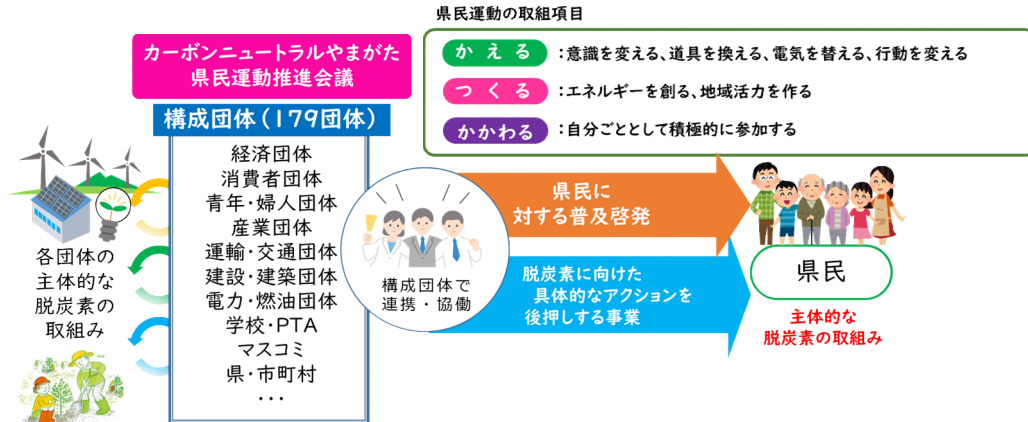 県民運動の取組項目
かえる：意識を変える、道具を換える、電気を替える、行動を変える
つくる：エネルギーを創る、地域活力を作る
かかわる：自分ごととして積極的に参加する
カーボンニュートラルやまがた
県民運動推進会議
構成団体（179団体）
経済団体
消費者団体
青年・婦人団体
産業団体
運輸・交通団体
建設・建築団体
電力・燃油団体
学校・PTA
マスコミ
県・市町村
・・・
各団体の
主体的な
脱炭素の
取組み
構成団体で
連携・協働
県民に
対する普及啓発
脱炭素に向けた
具体的なアクションを
後押しする事業
県民
主体的な
脱炭素の取組み